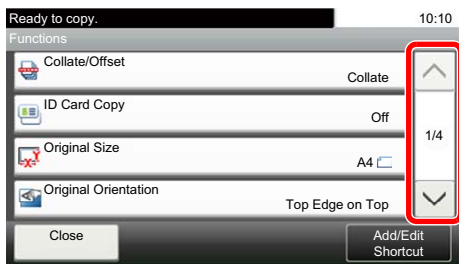 Ready to copy. 10:10
Functions
Collate/Offset
Collate
ID Card Copy
Off
1/4
Original Size
A4
Original Orientation
Top Edge on Top
Close
Add/Edit
Shortcut